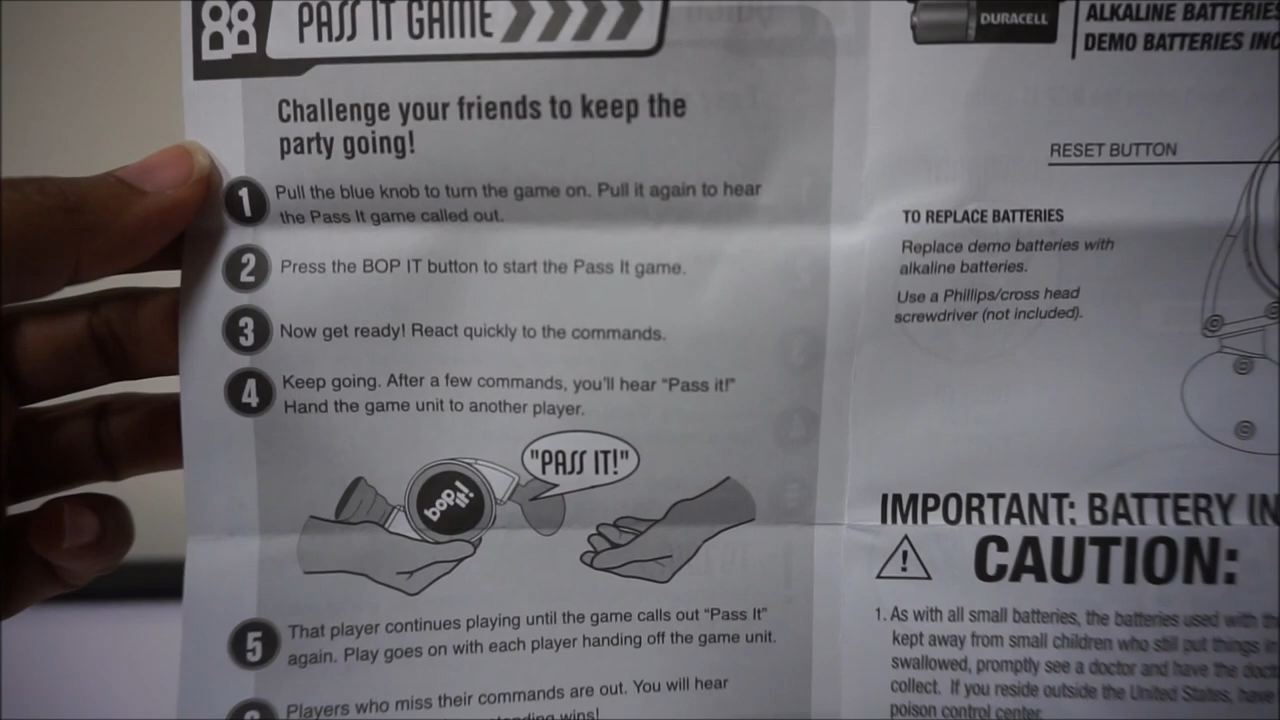 PASS IT GAME
Challenge your friends to keep the
party going!
1 Pull the blue knob to turn the game on. Pull it again to hear
the Pass It game called out.
2 Press the BOP IT button to start the Pass It game.
3 Now get ready! React quickly to the commands.
4 Keep going. After a few commands, you'll hear "Pass it!"
Hand the game unit to another player.
"PASS IT!"
bop it!
5 That player continues playing until the game calls out "Pass It"
again. Play goes on with each player handing off the game unit.
Players who miss their commands are out. You will hear
wins!
DURACELL
ALKALINE BATTERIES
DEMO BATTERIES INC
RESET BUTTON
TO REPLACE BATTERIES
Replace demo batteries with
alkaline batteries.
Use a Phillips/cross head
screwdriver (not included).
IMPORTANT: BATTERY IN
CAUTION:
1. As with all small batteries, the batteries used with
kept away from small children who still put things in
swallowed, promptly see a doctor and have the
collect. If you reside outside the United States, have
poison control center.